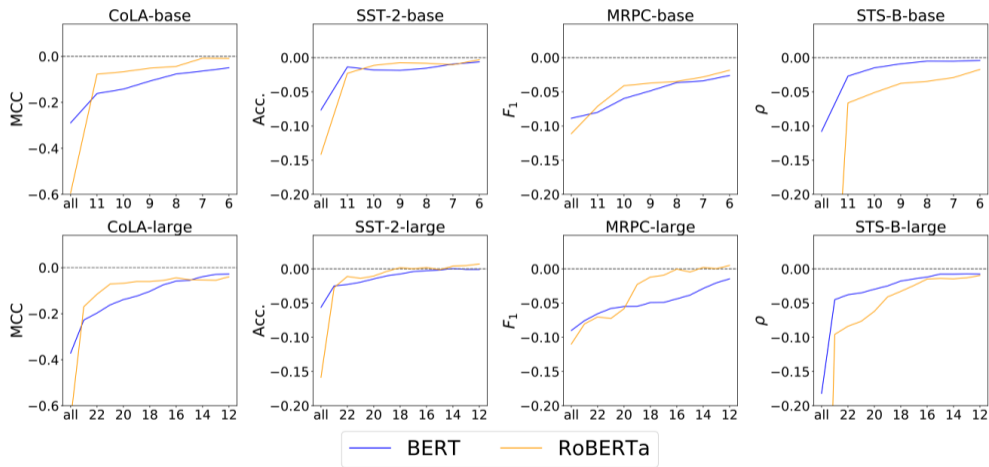 CoLA-base
SST-2-base
MRPC-base
STS-B-base
MCC
0.0
−0.2
−0.4
−0.6
all 11 10 9 8 7 6
Acc.
0.00
−0.05
−0.10
−0.15
−0.20
all 11 10 9 8 7 6
F1
0.00
−0.05
−0.10
−0.15
−0.20
all 11 10 9 8 7 6
ρ
0.00
−0.05
−0.10
−0.15
−0.20
all 11 10 9 8 7 6
CoLA-large
SST-2-large
MRPC-large
STS-B-large
MCC
0.0
−0.2
−0.4
−0.6
all 22 20 18 16 14 12
Acc.
0.00
−0.05
−0.10
−0.15
−0.20
all 22 20 18 16 14 12
F1
0.00
−0.05
−0.10
−0.15
−0.20
all 22 20 18 16 14 12
ρ
0.00
−0.05
−0.10
−0.15
−0.20
all 22 20 18 16 14 12
BERT
RoBERTa